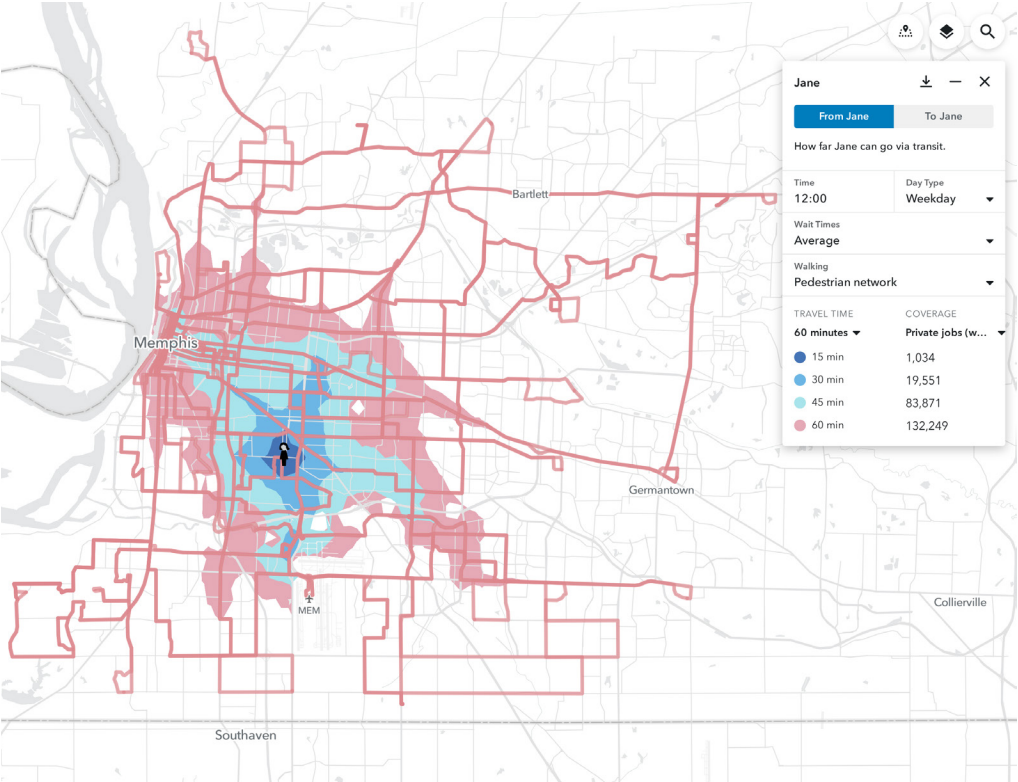 Bartlett
Memphis
Germantown
MEM
Collierville
Southaven
Jane
From Jane
To Jane
How far Jane can go via transit.
Time
12:00
Day Type
Weekday
Wait Times
Average
Walking
Pedestrian network
TRAVEL TIME
COVERAGE
60 minutes
Private jobs (w...
15 min
1,034
30 min
19,551
45 min
83,871
60 min
132,249